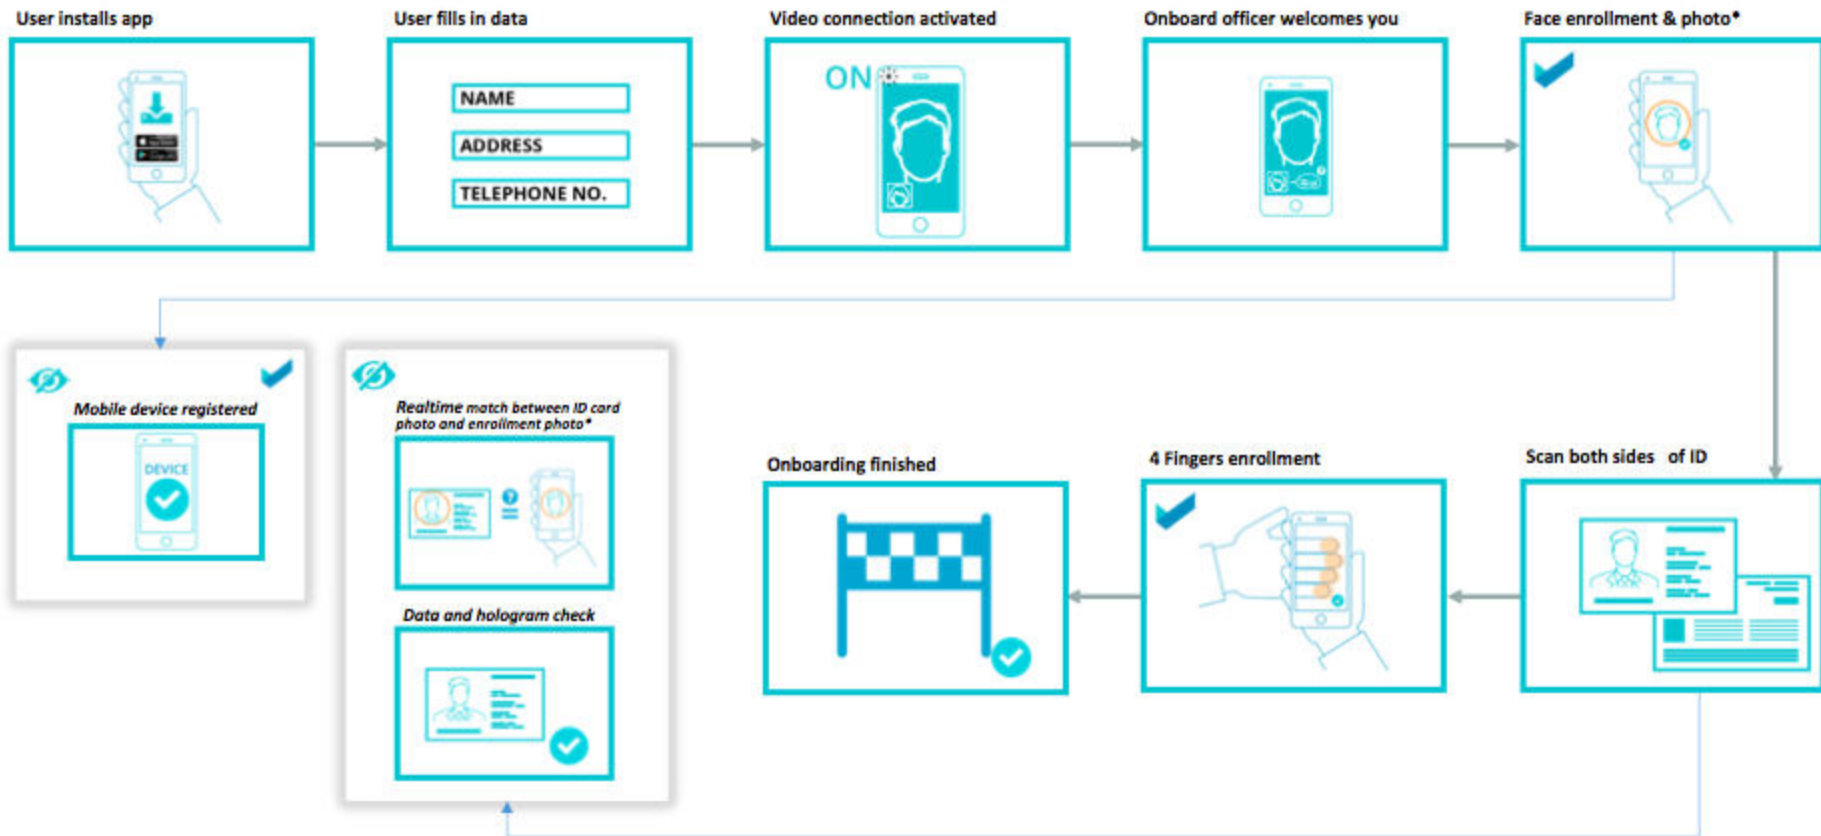 User installs app
User fills in data
Video connection activated
Onboard officer welcomes you
Face enrollment & photo*
NAME
ADDRESS
TELEPHONE NO.
ON
Mobile device registered
DEVICE
Realtime match between ID card
photo and enrollment photo*
?
Data and hologram check
Onboarding finished
4 Fingers enrollment
Scan both sides of ID